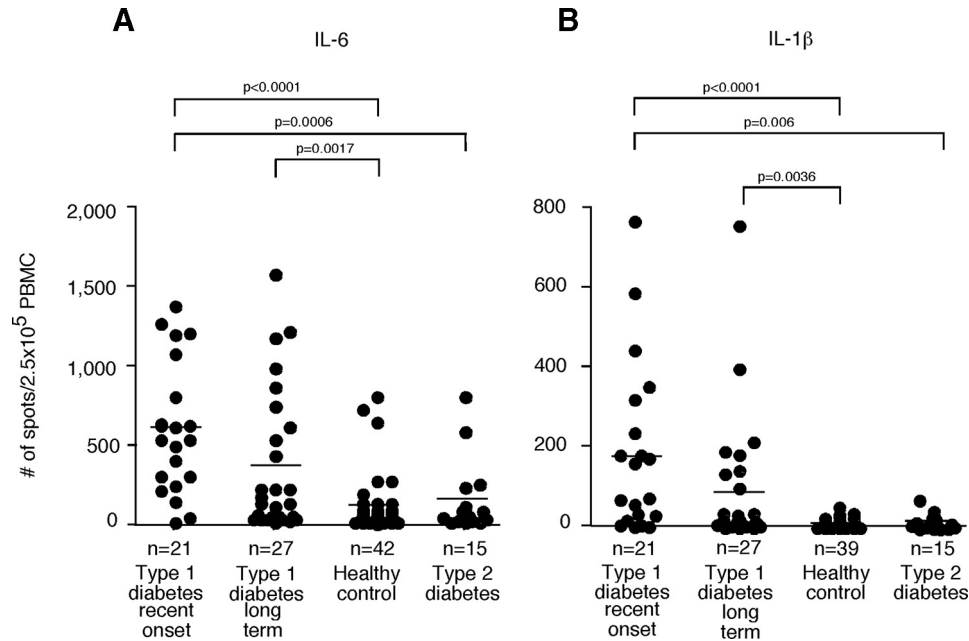 A
IL-6
p<0.0001
p=0.0006
p=0.0017
# of spots/2.5x10⁵ PBMC
2,000
1,500
1,000
500
0
n=21
n=27
n=42
n=15
Type 1
diabetes
recent
onset
Type 1
diabetes
long
term
Healthy
control
Type 2
diabetes
B
IL-1β
p<0.0001
p=0.006
p=0.0036
800
600
400
200
0
n=21
n=27
n=39
n=15
Type 1
diabetes
recent
onset
Type 1
diabetes
long
term
Healthy
control
Type 2
diabetes